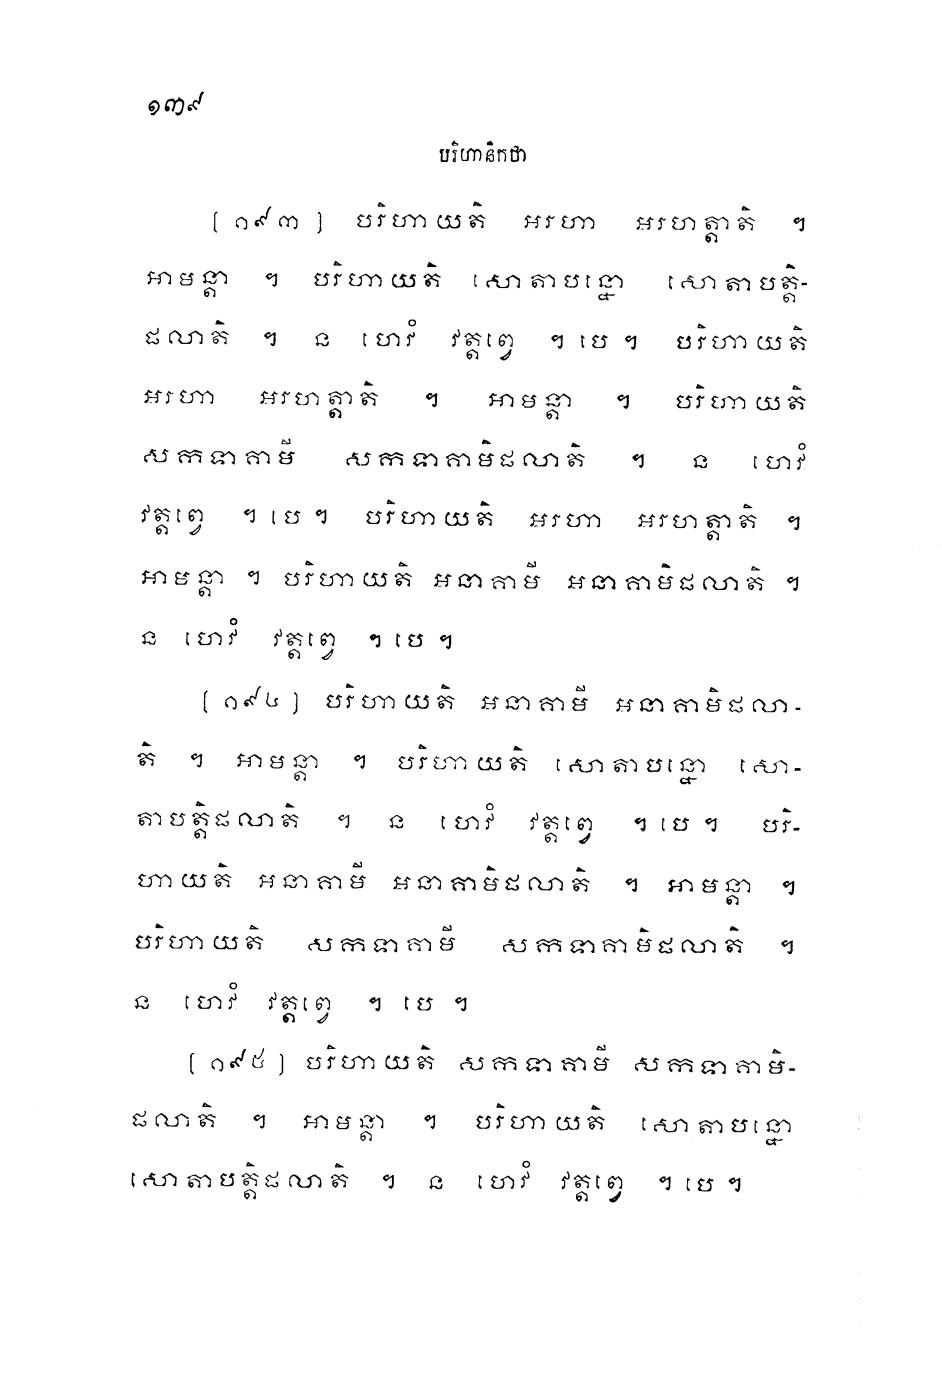 ១៣៩
បរិហានិកថា
[១៩៣] បរិហាយតិ អរហា អរហត្តាតិ ។
អាមន្តា ។ បរិហាយតិ សោតាបន្នោ សោតាបត្តិ-
ផលាតិ ។ ន ហេវំ វត្តព្វេ ។ បេ ។ បរិហាយតិ
អរហា អរហត្តាតិ ។ អាមន្តា ។ បរិហាយតិ
សកទាគាមី សកទាគាមិផលាតិ ។ ន ហេវំ
វត្តព្វេ ។ បេ ។ បរិហាយតិ អរហា អរហត្តាតិ ។
អាមន្តា ។ បរិហាយតិ អនាគាមី អនាគាមិផលាតិ ។
ន ហេវំ វត្តព្វេ ។ បេ ។
[១៩៤] បរិហាយតិ អនាគាមី អនាគាមិផលា-
តិ ។ អាមន្តា ។ បរិហាយតិ សោតាបន្នោ សោ-
តាបត្តិផលាតិ ។ ន ហេវំ វត្តព្វេ ។ បេ ។ បរិ-
ហាយតិ អនាគាមី អនាគាមិផលាតិ ។ អាមន្តា ។
បរិហាយតិ សកទាគាមី សកទាគាមិផលាតិ ។
ន ហេវំ វត្តព្វេ ។ បេ ។
[១៩៥] បរិហាយតិ សកទាគាមី សកទាគាមិ-
ផលាតិ ។ អាមន្តា ។ បរិហាយតិ សោតាបន្នោ
សោតាបត្តិផលាតិ ។ ន ហេវំ វត្តព្វេ ។ បេ ។